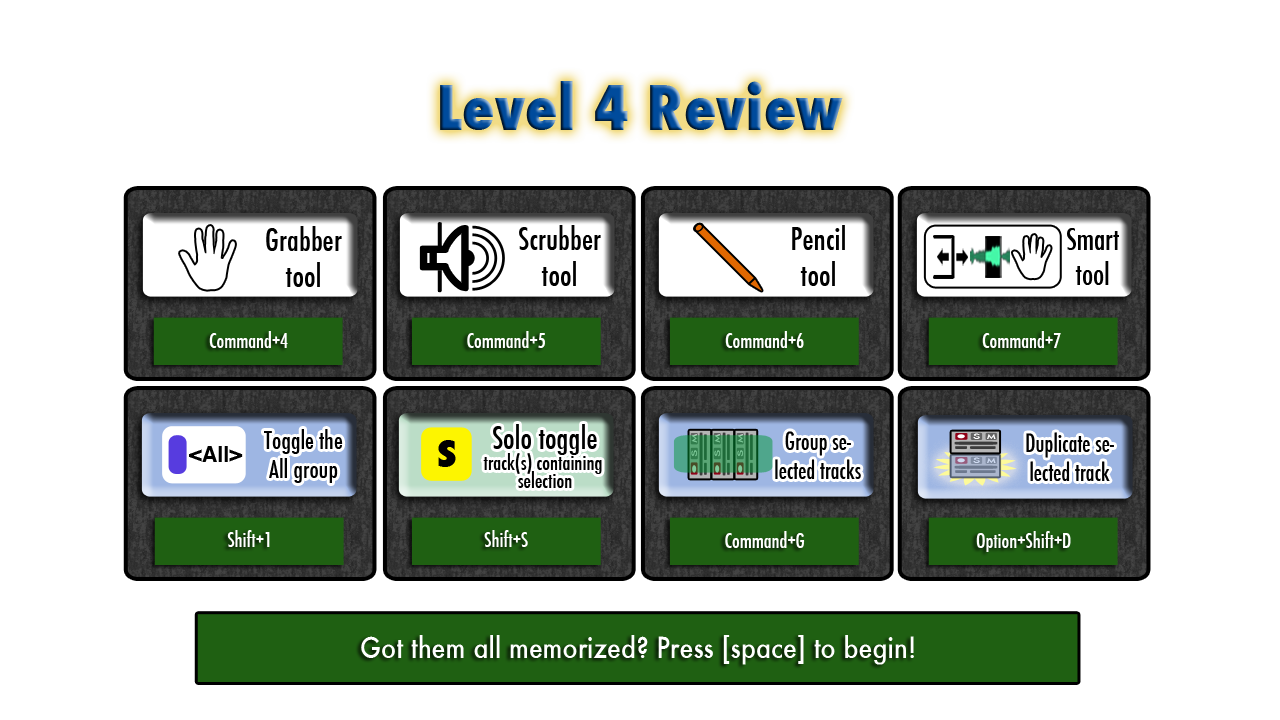 Level 4 Review
Grabber
tool
Command+4
Scrubber
tool
Command+5
Pencil
tool
Command+6
Smart
tool
Command+7
<All>
Toggle the
All group
Shift+1
S
Solo toggle
track(s) containing
selection
Shift+S
S M
S M
S M
Group se-
lected tracks
Command+G
S M
S M
Duplicate se-
lected track
Option+Shift+D
Got them all memorized? Press [space] to begin!